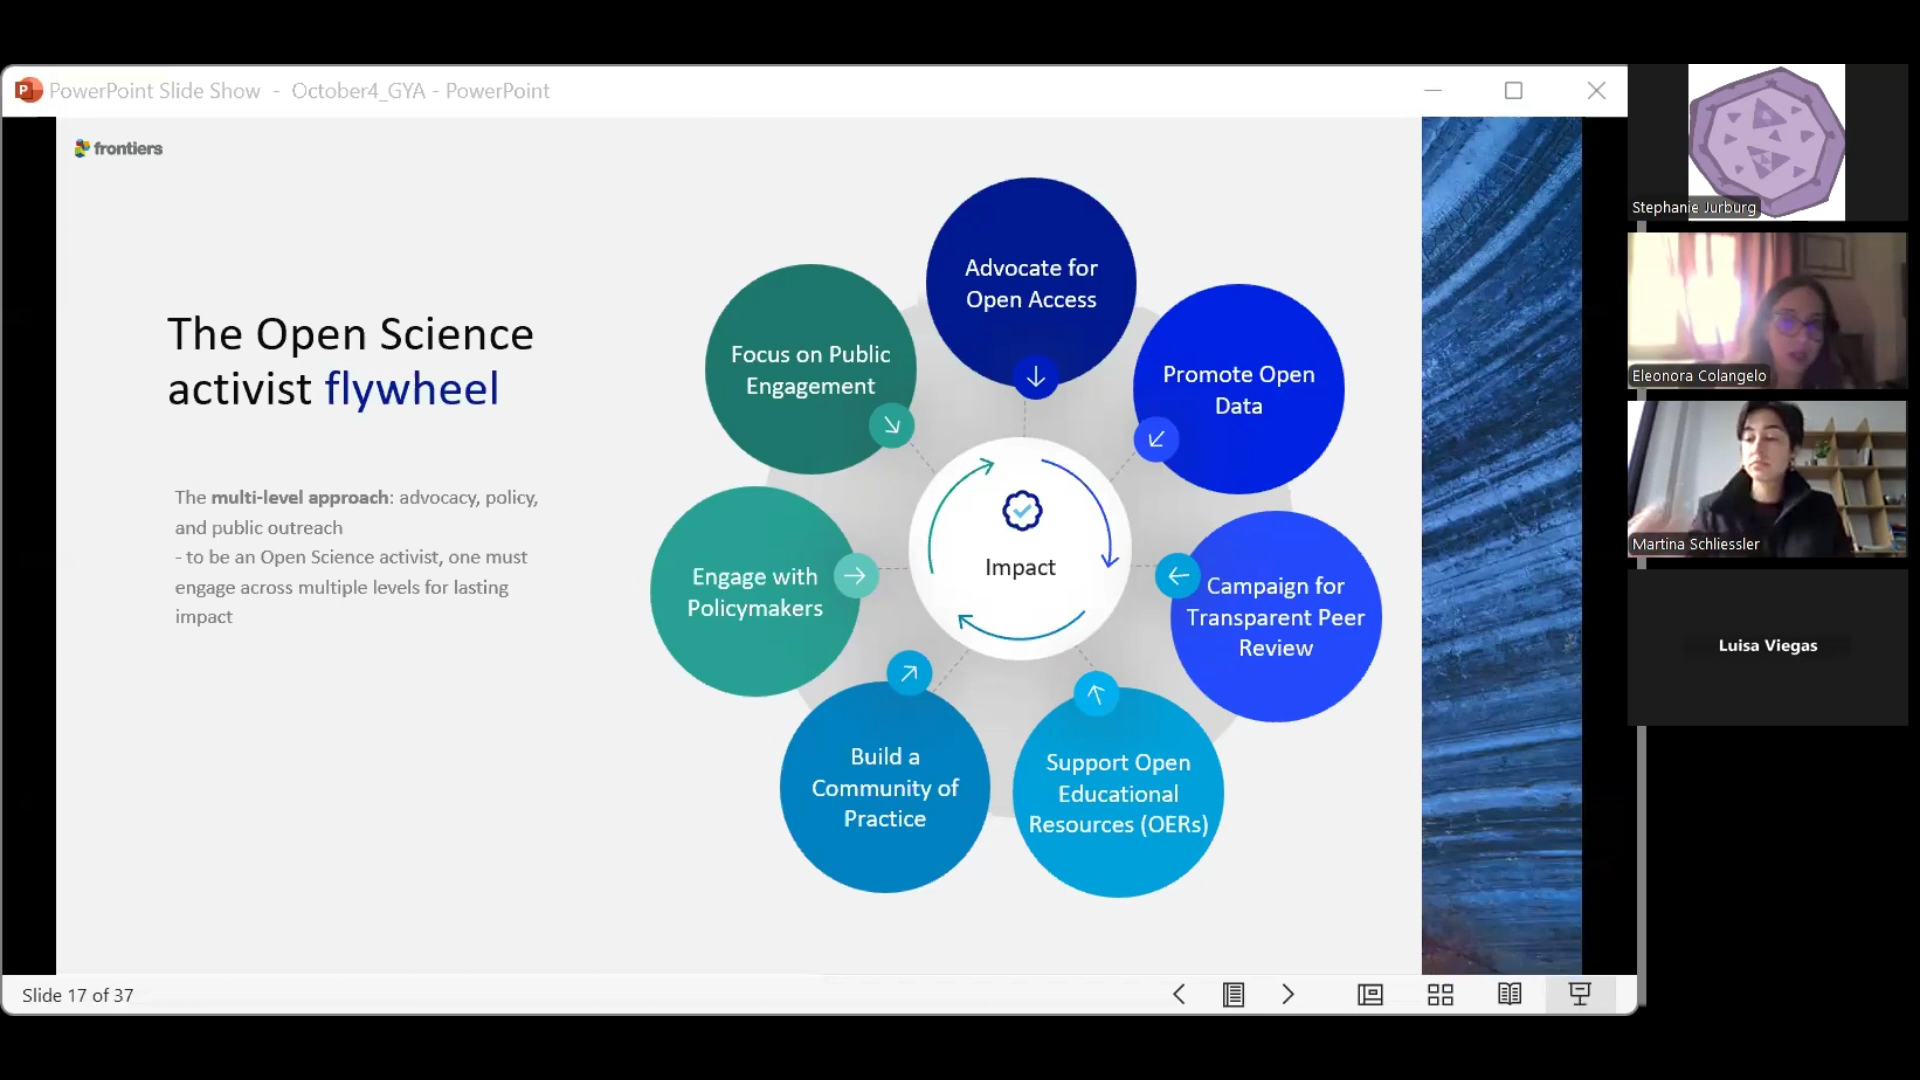 PowerPoint Slide Show - October4_GYA - PowerPoint
frontiers
The Open Science
activist flywheel
The multi-level approach: advocacy, policy,
and public outreach
- to be an Open Science activist, one must
engage across multiple levels for lasting
impact
Advocate for
Open Access
Promote Open
Data
Campaign for
Transparent Peer
Review
Support Open
Educational
Resources (OERs)
Build a
Community of
Practice
Engage with
Policymakers
Focus on Public
Engagement
Impact
Slide 17 of 37
Stephanie Jurburg
Eleonora Colangelo
Martina Schliessler
Luisa Viegas